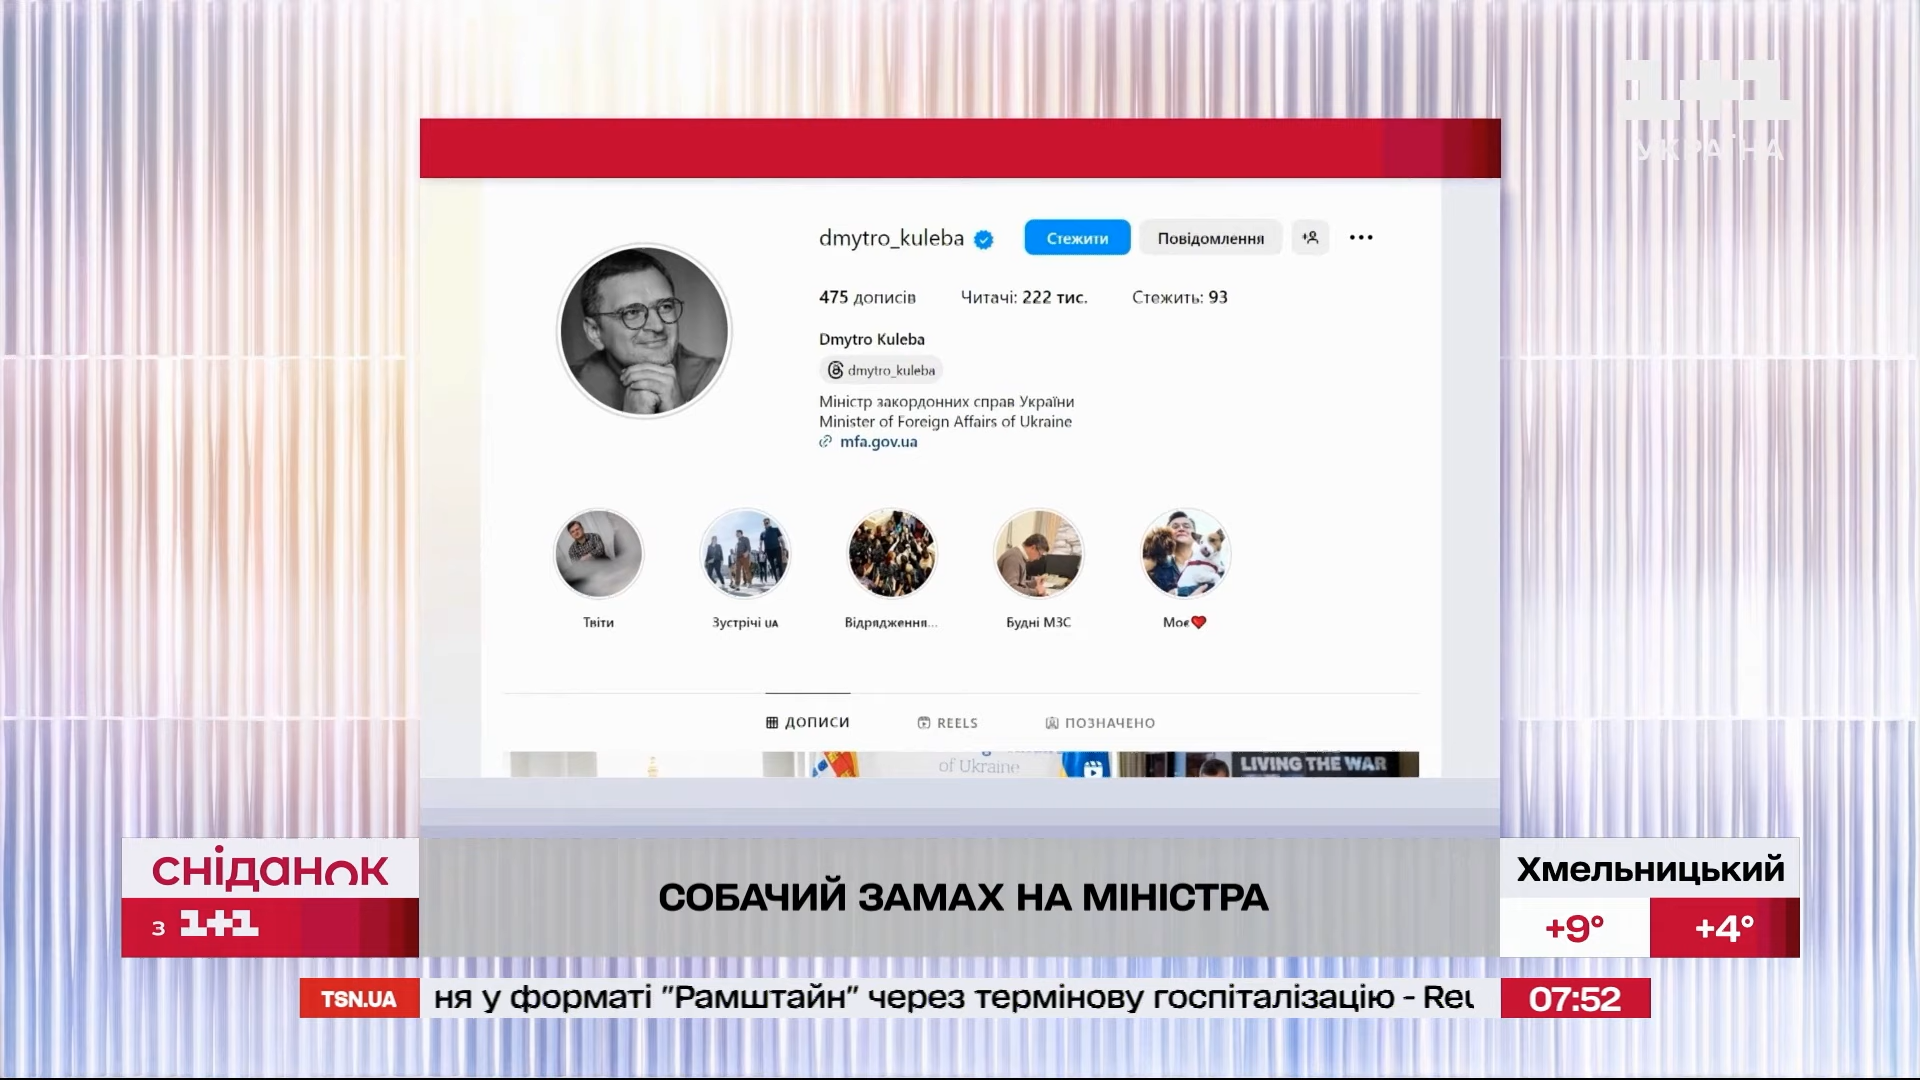 1+1
УКРАЇНА
dmytro_kuleba Стежити Повідомлення
475 дописів Читачі: 222 тис. Стежить: 93
Dmytro Kuleba
dmytro_kuleba
Міністр закордонних справ України
Minister of Foreign Affairs of Ukraine
mfa.gov.ua
Твіти Зустрічі UA Відрядження... Будні МЗС Моє❤️
ДОПИСИ REELS ПОЗНАЧЕНО
of Ukraine LIVING THE WAR
СНІДАНОК
З 1+1
СОБАЧИЙ ЗАМАХ НА МІНІСТРА
Хмельницький
+9° +4°
TSN.UA ня у форматі "Рамштайн" через термінову госпіталізацію - Reu 07:52